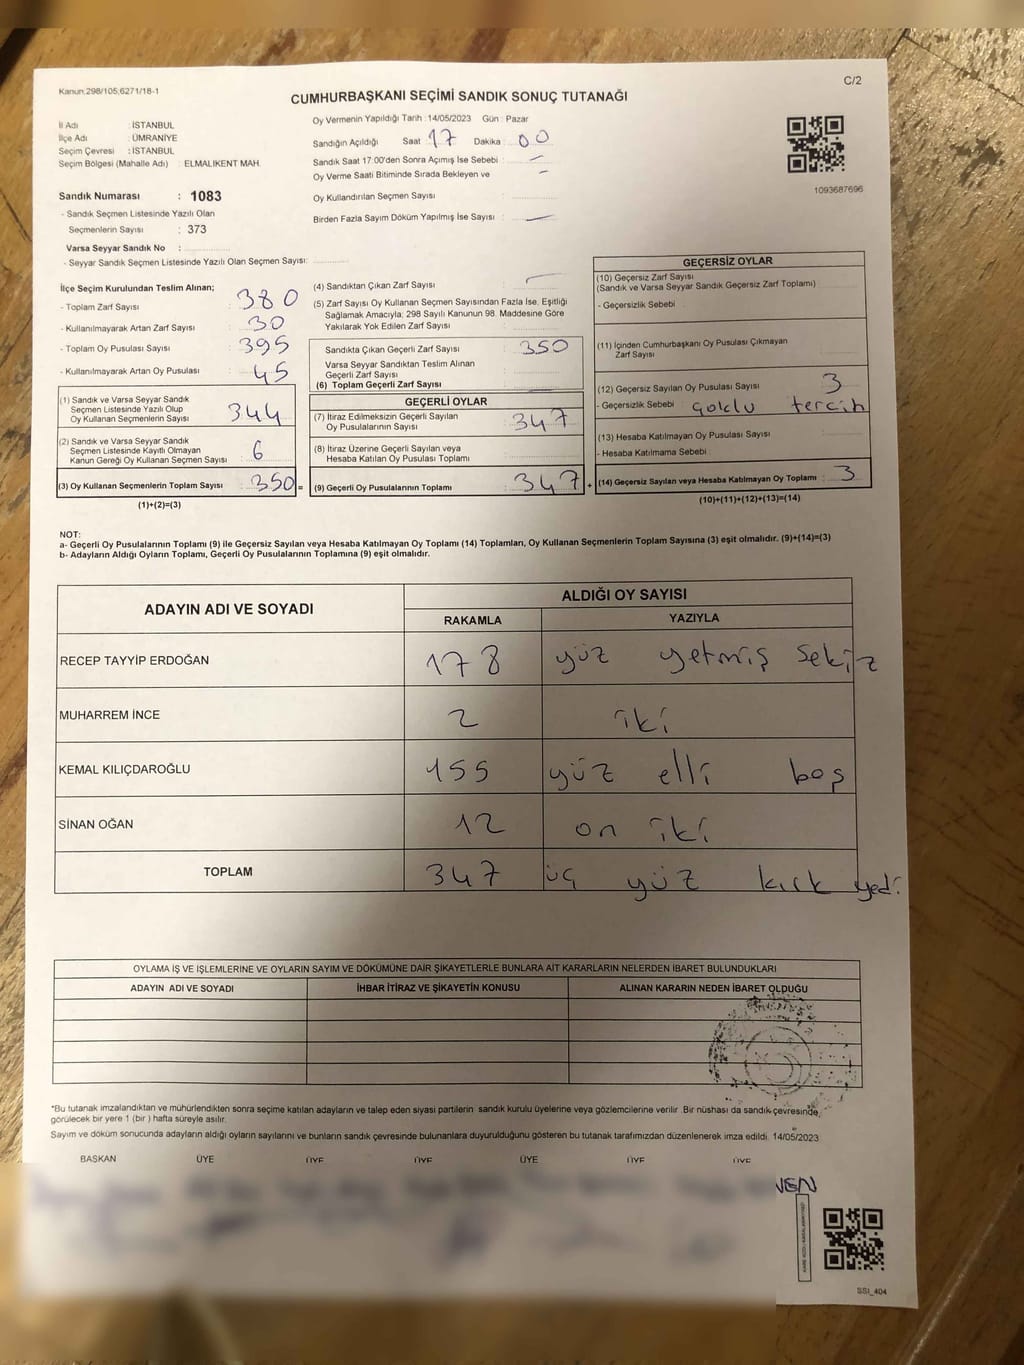 Kanun:298/105,6271/18-1
C/2
CUMHURBAŞKANI SEÇİMİ SANDIK SONUÇ TUTANAĞI
İl Adı : İSTANBUL
İlçe Adı : ÜMRANİYE
Seçim Çevresi : İSTANBUL
Seçim Bölgesi (Mahalle Adı) : ELMALIKENT MAH.
Sandık Numarası : 1083
- Sandık Seçmen Listesinde Yazılı Olan
Seçmenlerin Sayısı : 373
Varsa Seyyar Sandık No :
- Seyyar Sandık Seçmen Listesinde Yazılı Olan Seçmen Sayısı:
Oy Vermenin Yapıldığı Tarih : 14/05/2023 Gün : Pazar
Sandığın Açıldığı Saat : 17 Dakika : 00
Sandık Saat 17:00'den Sonra Açımış İse Sebebi : —
Oy Verme Saati Bitiminde Sırada Bekleyen ve —
Oy Kullandırılan Seçmen Sayısı :
Birden Fazla Sayım Döküm Yapılmış İse Sayısı : —
1093687696
İlçe Seçim Kurulundan Teslim Alınan;
- Toplam Zarf Sayısı : 380
- Kullanılmayarak Artan Zarf Sayısı : 30
- Toplam Oy Pusulası Sayısı : 395
- Kullanılmayarak Artan Oy Pusulası : 45
(1) Sandık ve Varsa Seyyar Sandık
Seçmen Listesinde Yazılı Olup
Oy Kullanan Seçmenlerin Sayısı : 344
(2) Sandık ve Varsa Seyyar Sandık
Seçmen Listesinde Kayıtlı Olmayan
Kanun Gereği Oy Kullanan Seçmen Sayısı : 6
(3) Oy Kullanan Seçmenlerin Toplam Sayısı : 350 =
(1)+(2)=(3)
(4) Sandıktan Çıkan Zarf Sayısı :
(5) Zarf Sayısı Oy Kullanan Seçmen Sayısından Fazla İse, Eşitliği
Sağlamak Amacıyla; 298 Sayılı Kanunun 98. Maddesine Göre
Yakılarak Yok Edilen Zarf Sayısı :
Sandıkta Çıkan Geçerli Zarf Sayısı : 350
Varsa Seyyar Sandıktan Teslim Alınan
Geçerli Zarf Sayısı :
(6) Toplam Geçerli Zarf Sayısı :
GEÇERLİ OYLAR
(7) İtiraz Edilmeksizin Geçerli Sayılan
Oy Pusulalarının Sayısı : 347
(8) İtiraz Üzerine Geçerli Sayılan veya
Hesaba Katılan Oy Pusulası Toplamı :
(9) Geçerli Oy Pusulalarının Toplamı : 347 +
GEÇERSİZ OYLAR
(10) Geçersiz Zarf Sayısı
(Sandık ve Varsa Seyyar Sandık Geçersiz Zarf Toplamı)
- Geçersizlik Sebebi :
(11) İçinden Cumhurbaşkanı Oy Pusulası Çıkmayan
Zarf Sayısı :
(12) Geçersiz Sayılan Oy Pusulası Sayısı : 3
- Geçersizlik Sebebi : çoklu tercih
(13) Hesaba Katılmayan Oy Pusulası Sayısı :
- Hesaba Katılmama Sebebi :
(14) Geçersiz Sayılan veya Hesaba Katılmayan Oy Toplamı : 3
(10)+(11)+(12)+(13)=(14)
NOT:
a- Geçerli Oy Pusulalarının Toplamı (9) ile Geçersiz Sayılan veya Hesaba Katılmayan Oy Toplamı (14) Toplamları, Oy Kullanan Seçmenlerin Toplam Sayısına (3) eşit olmalıdır. (9)+(14)=(3)
b- Adayların Aldığı Oyların Toplamı, Geçerli Oy Pusulalarının Toplamına (9) eşit olmalıdır.
ADAYIN ADI VE SOYADI
ALDIĞI OY SAYISI
RAKAMLA YAZIYLA
RECEP TAYYİP ERDOĞAN 178 yüz yetmiş sekiz
MUHARREM İNCE 2 iki
KEMAL KILIÇDAROĞLU 155 yüz elli beş
SİNAN OĞAN 12 on iki
TOPLAM 347 üç yüz kırk yedi
OYLAMA İŞ VE İŞLEMLERİNE VE OYLARIN SAYIM VE DÖKÜMÜNE DAİR ŞİKAYETLERLE BUNLARA AİT KARARLARIN NELERDEN İBARET BULUNDUKLARI
ADAYIN ADI VE SOYADI İHBAR İTİRAZ VE ŞİKAYETİN KONUSU ALINAN KARARIN NEDEN İBARET OLDUĞU
*Bu tutanak imzalandıktan ve mühürlendikten sonra seçime katılan adayların ve talep eden siyasi partilerin sandık kurulu üyelerine veya gözlemcilerine verilir. Bir nüshası da sandık çevresinde,
görülecek bir yere 1 (bir) hafta süreyle asılır.
Sayım ve döküm sonucunda adayların aldığı oyların sayılarını ve bunların sandık çevresinde bulunanlara duyurulduğunu gösteren bu tutanak tarafımızdan düzenlenerek imza edildi. 14/05/2023
BAŞKAN ÜYE ÜYE ÜYE ÜYE ÜYE ÜYE
VEN
SSI_404